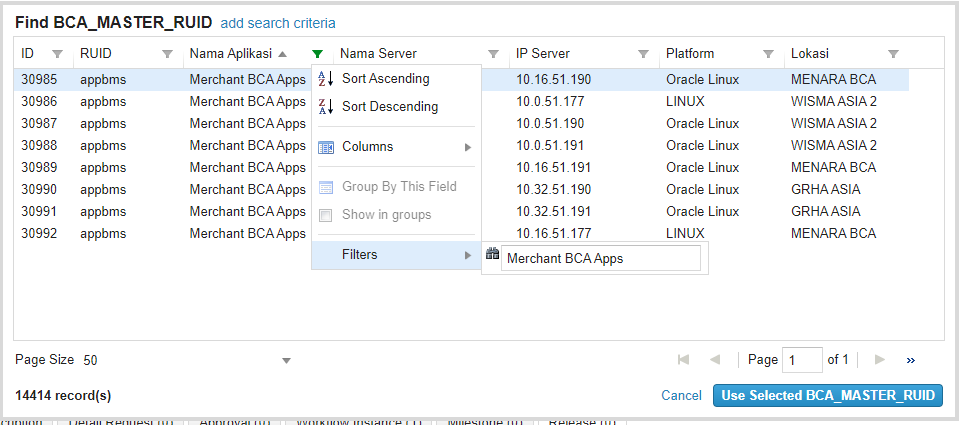 Find BCA_MASTER_RUID add search criteria
ID RUID Nama Aplikasi Nama Server IP Server Platform Lokasi
30985 appbms Merchant BCA Apps 10.16.51.190 Oracle Linux MENARA BCA
30986 appbms Merchant BCA Apps 10.0.51.177 LINUX WISMA ASIA 2
30987 appbms Merchant BCA Apps 10.0.51.190 Oracle Linux WISMA ASIA 2
30988 appbms Merchant BCA Apps 10.0.51.191 Oracle Linux WISMA ASIA 2
30989 appbms Merchant BCA Apps 10.16.51.191 Oracle Linux MENARA BCA
30990 appbms Merchant BCA Apps 10.32.51.190 Oracle Linux GRHA ASIA
30991 appbms Merchant BCA Apps 10.32.51.191 Oracle Linux GRHA ASIA
30992 appbms Merchant BCA Apps 10.16.51.177 LINUX MENARA BCA
Sort Ascending
Sort Descending
Columns
Group By This Field
Show in groups
Filters
Merchant BCA Apps
Page Size 50 Page 1 of 1
14414 record(s) Cancel Use Selected BCA_MASTER_RUID